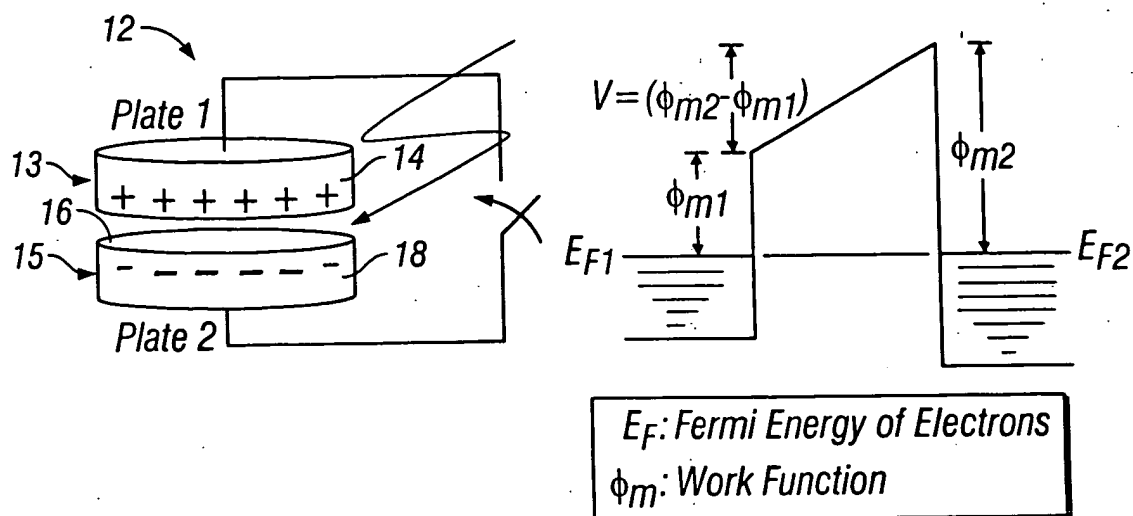 12
Plate 1
13
14
+ + + + + +
16
15
- - - - - -
18
Plate 2
V=(ϕm2-ϕm1)
ϕm1
ϕm2
EF1
EF2
EF: Fermi Energy of Electrons
ϕm: Work Function